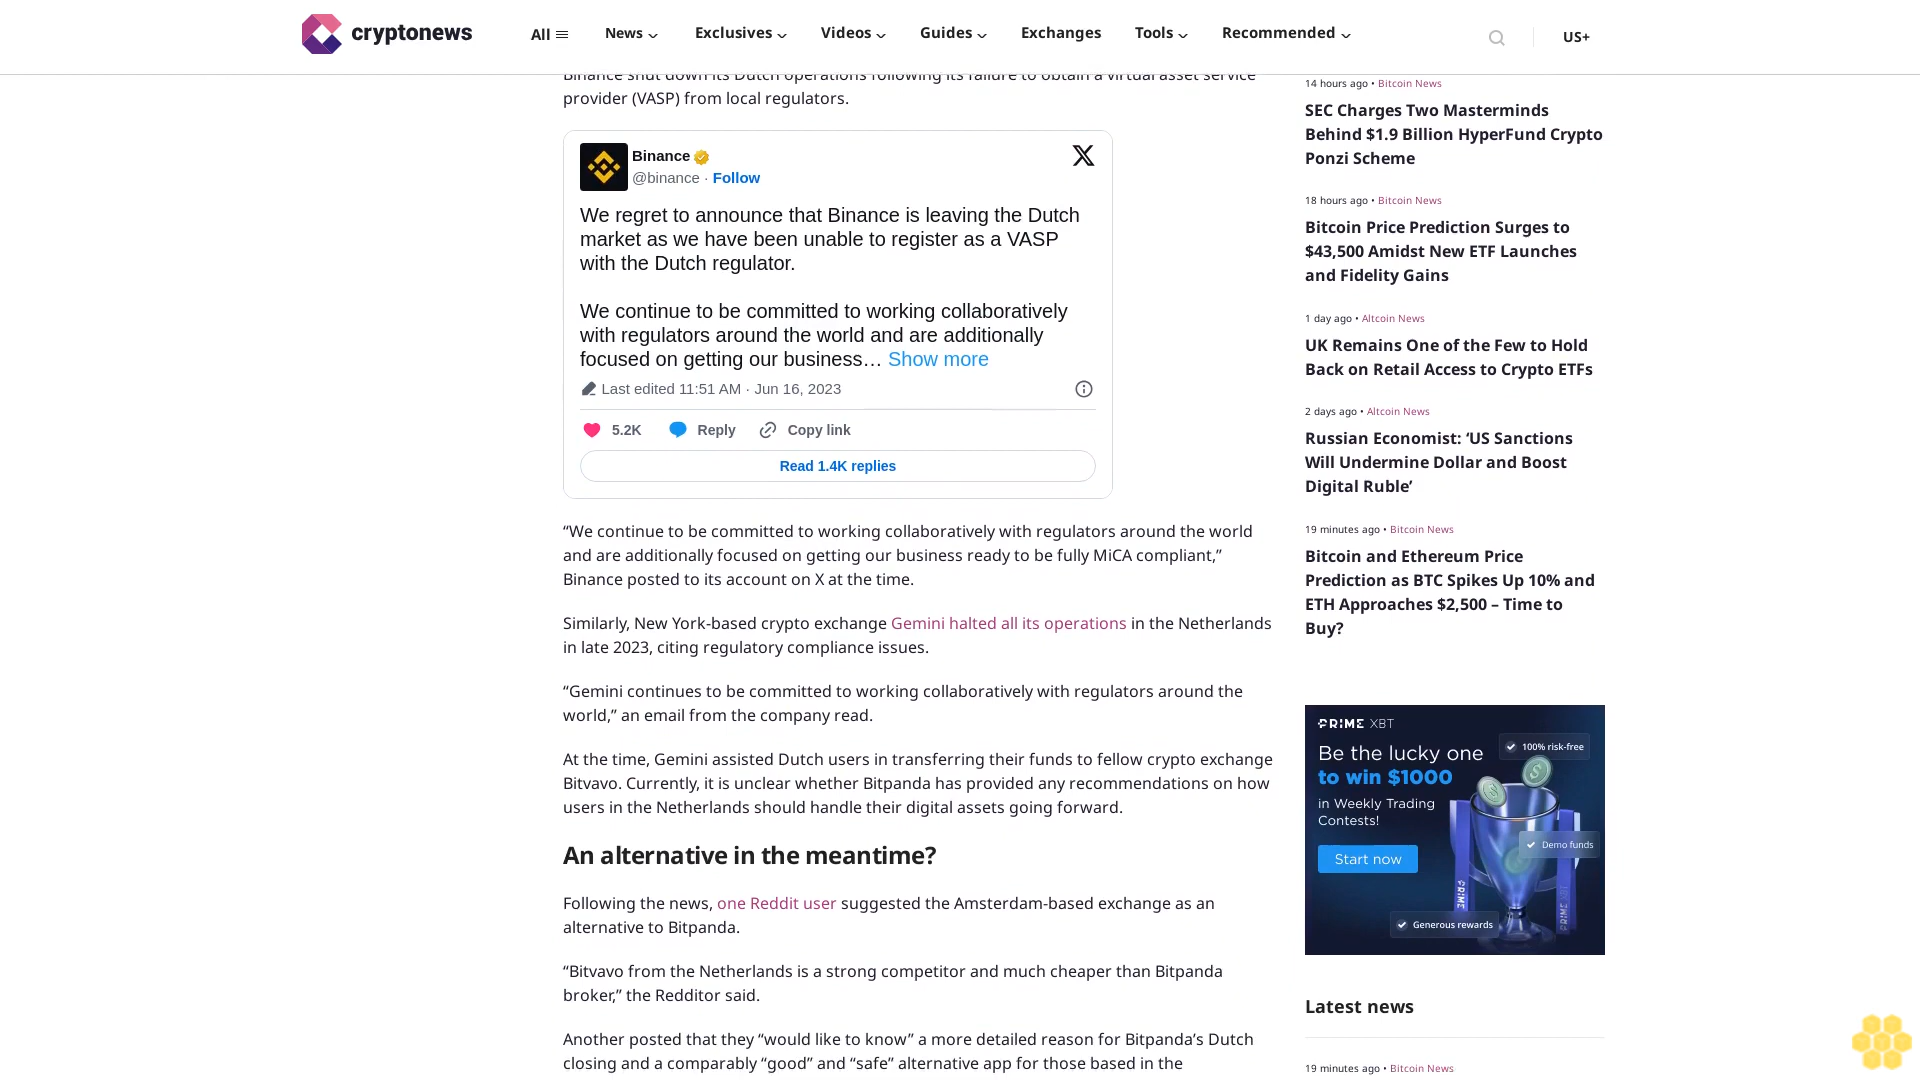 cryptonews
All
News
Exclusives
Videos
Guides
Exchanges
Tools
Recommended
US+
Binance shut down its Dutch operations following its failure to obtain a virtual asset service
provider (VASP) from local regulators.
Binance
@binance · Follow
We regret to announce that Binance is leaving the Dutch
market as we have been unable to register as a VASP
with the Dutch regulator.
We continue to be committed to working collaboratively
with regulators around the world and are additionally
focused on getting our business… Show more
Last edited 11:51 AM · Jun 16, 2023
5.2K
Reply
Copy link
Read 1.4K replies
“We continue to be committed to working collaboratively with regulators around the world
and are additionally focused on getting our business ready to be fully MiCA compliant,”
Binance posted to its account on X at the time.
Similarly, New York-based crypto exchange Gemini halted all its operations in the Netherlands
in late 2023, citing regulatory compliance issues.
“Gemini continues to be committed to working collaboratively with regulators around the
world,” an email from the company read.
At the time, Gemini assisted Dutch users in transferring their funds to fellow crypto exchange
Bitvavo. Currently, it is unclear whether Bitpanda has provided any recommendations on how
users in the Netherlands should handle their digital assets going forward.
An alternative in the meantime?
Following the news, one Reddit user suggested the Amsterdam-based exchange as an
alternative to Bitpanda.
“Bitvavo from the Netherlands is a strong competitor and much cheaper than Bitpanda
broker,” the Redditor said.
Another posted that they “would like to know” a more detailed reason for Bitpanda’s Dutch
closing and a comparably “good” and “safe” alternative app for those based in the
14 hours ago • Bitcoin News
SEC Charges Two Masterminds
Behind $1.9 Billion HyperFund Crypto
Ponzi Scheme
18 hours ago • Bitcoin News
Bitcoin Price Prediction Surges to
$43,500 Amidst New ETF Launches
and Fidelity Gains
1 day ago • Altcoin News
UK Remains One of the Few to Hold
Back on Retail Access to Crypto ETFs
2 days ago • Altcoin News
Russian Economist: ‘US Sanctions
Will Undermine Dollar and Boost
Digital Ruble’
19 minutes ago • Bitcoin News
Bitcoin and Ethereum Price
Prediction as BTC Spikes Up 10% and
ETH Approaches $2,500 – Time to
Buy?
PRIME XBT
Be the lucky one
to win $1000
in Weekly Trading
Contests!
Start now
100% risk-free
Demo funds
Generous rewards
PRIME
PRIME XBT
Latest news
19 minutes ago • Bitcoin News